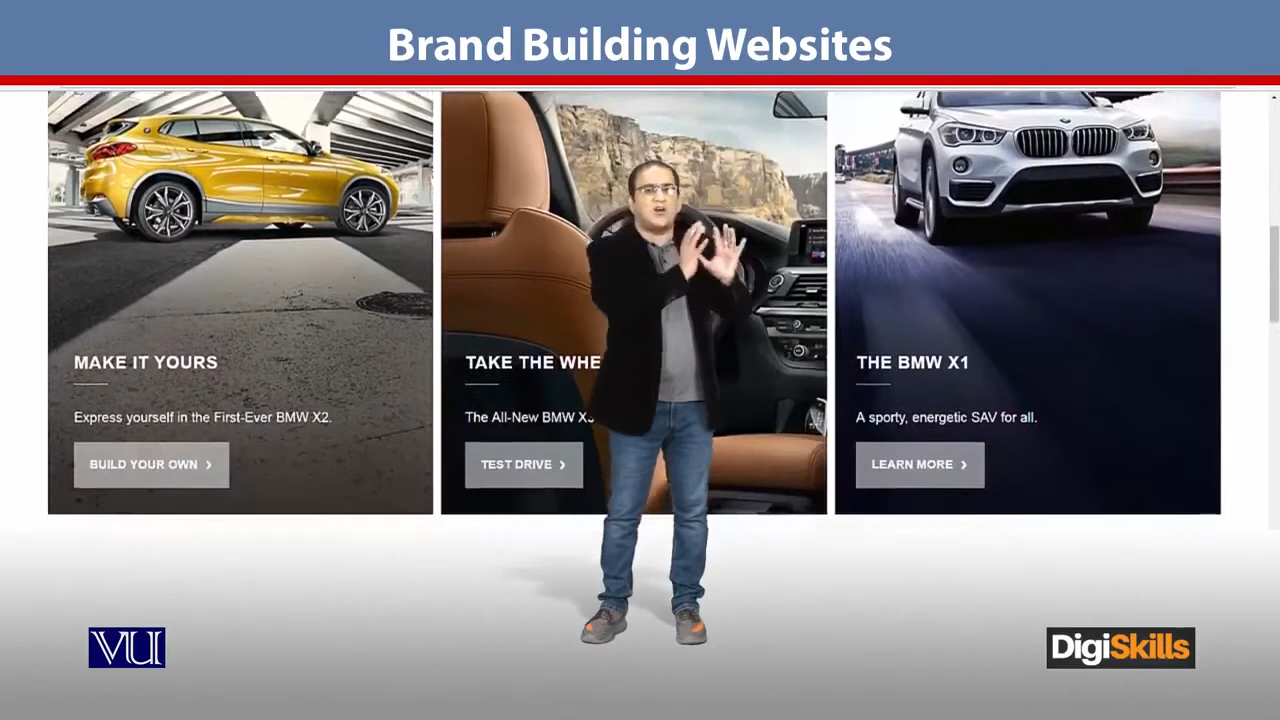 Brand Building Websites
MAKE IT YOURS
Express yourself in the First-Ever BMW X2.
BUILD YOUR OWN
TAKE THE WHE
The All-New BMW X3
TEST DRIVE
THE BMW X1
A sporty, energetic SAV for all.
LEARN MORE
VU
DigiSkills